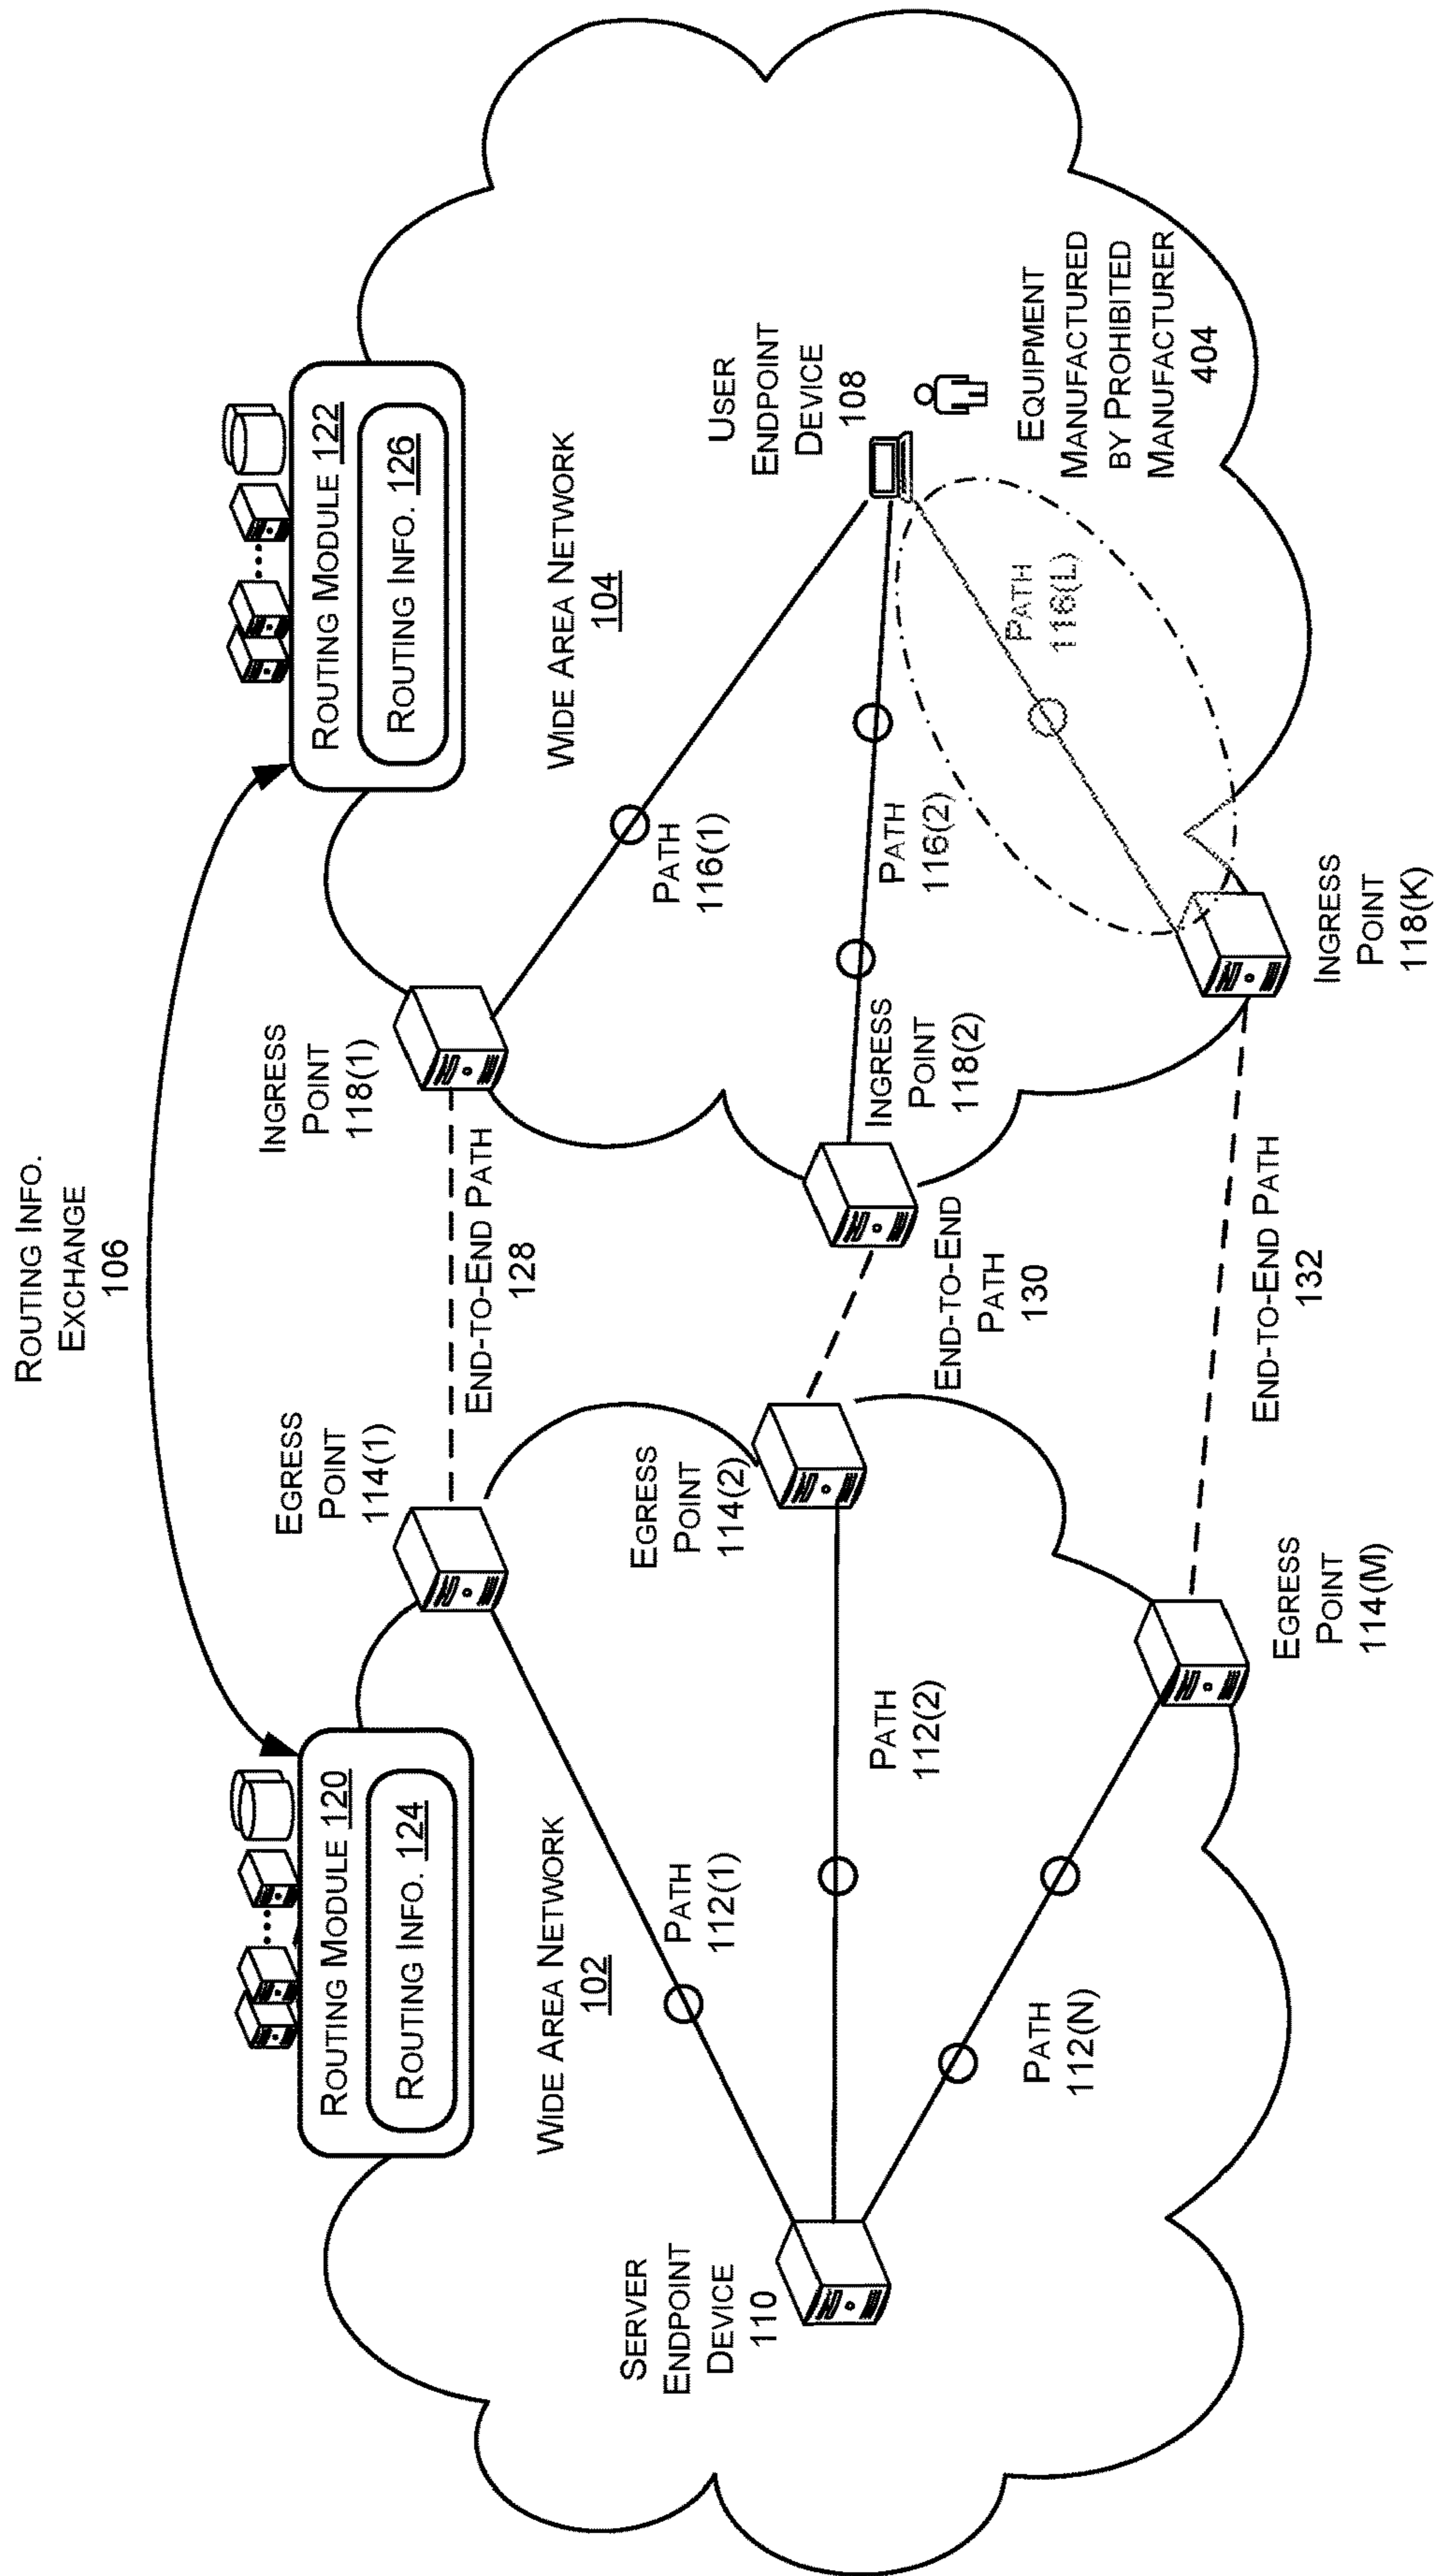 ROUTING INFO.
EXCHANGE
106
ROUTING MODULE 120
ROUTING INFO. 124
ROUTING MODULE 122
ROUTING INFO. 126
WIDE AREA NETWORK
102
WIDE AREA NETWORK
104
EGRESS
POINT
114(1)
INGRESS
POINT
118(1)
END-TO-END PATH
128
SERVER
ENDPOINT
DEVICE
110
PATH
112(1)
EGRESS
POINT
114(2)
PATH
112(2)
END-TO-END
PATH
130
INGRESS
POINT
118(2)
PATH
116(1)
PATH
116(2)
USER
ENDPOINT
DEVICE
108
PATH
116(L)
EQUIPMENT
MANUFACTURED
BY PROHIBITED
MANUFACTURER
404
PATH
112(N)
EGRESS
POINT
114(M)
END-TO-END PATH
132
INGRESS
POINT
118(K)